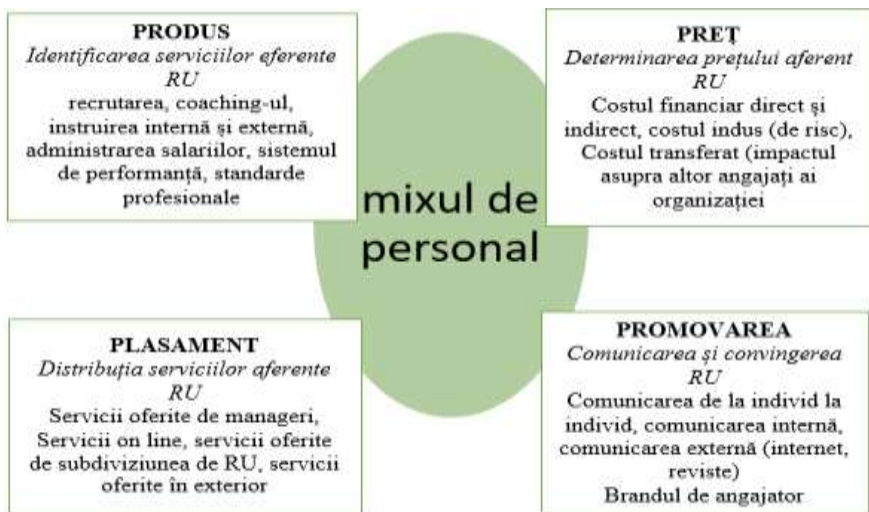 PRODUS
Identificarea serviciilor aferente
RU
recrutarea, coaching-ul,
instruirea internă și externă,
administrarea salariilor, sistemul
de performanță, standarde
profesionale
PREȚ
Determinarea prețului aferent
RU
Costul financiar direct și
indirect, costul indus (de risc),
Costul transferat (impactul
asupra altor angajați ai
organizației
mixul de
personal
PLASAMENT
Distribuția serviciilor aferente
RU
Servicii oferite de manageri,
Servicii on line, servicii oferite
de subdiviziunea de RU, servicii
oferite în exterior
PROMOVAREA
Comunicarea și convingerea
RU
Comunicarea de la individ la
individ, comunicarea internă,
comunicarea externă (internet,
reviste)
Brandul de angajator